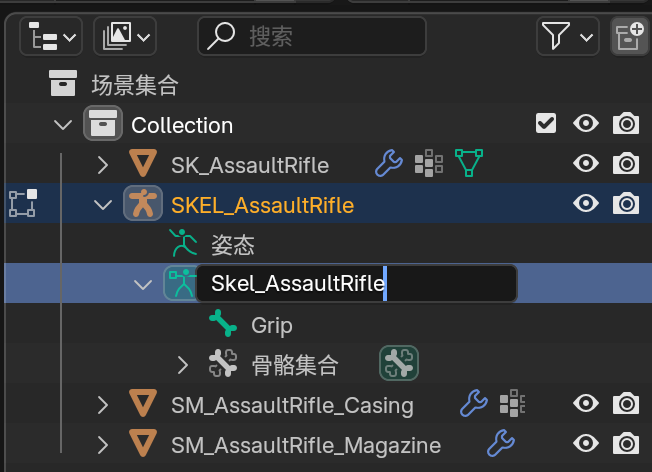 搜索
场景集合
Collection
SK_AssaultRifle
SKEL_AssaultRifle
姿态
Skel_AssaultRifle
Grip
骨骼集合
SM_AssaultRifle_Casing
SM_AssaultRifle_Magazine